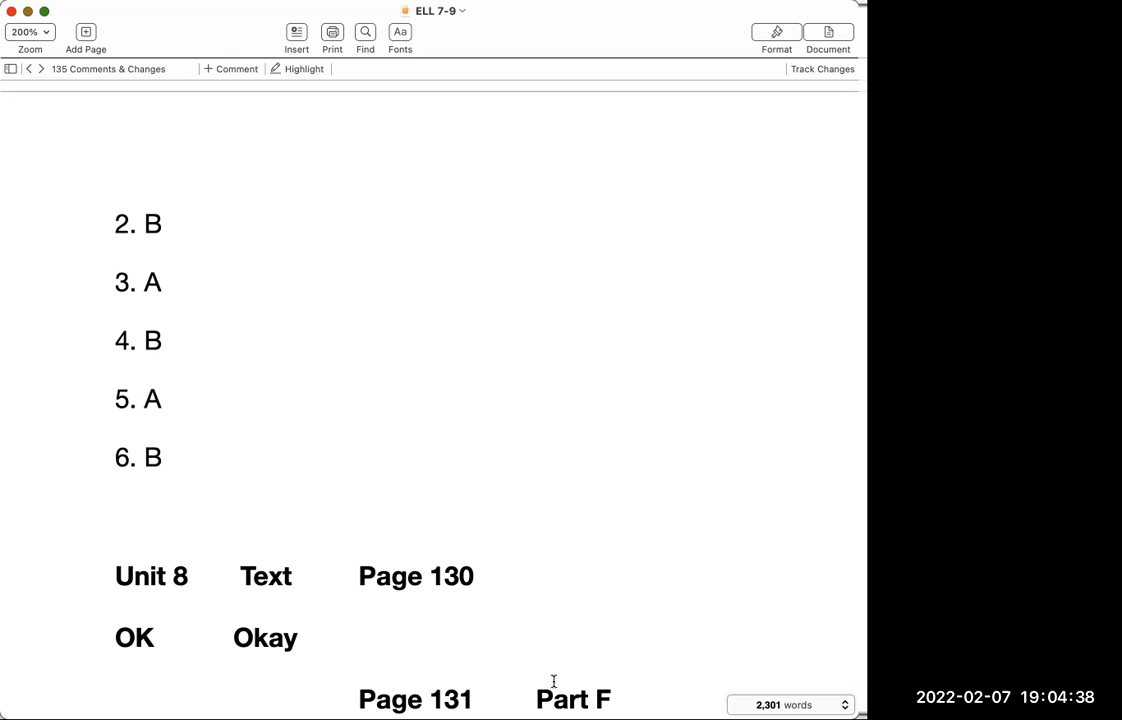 ELL 7-9
200%
Zoom
Add Page
Insert
Print
Find
Aa
Fonts
Format
Document
135 Comments & Changes
+ Comment
Highlight
Track Changes
2. B
3. A
4. B
5. A
6. B
Unit 8 Text Page 130
OK Okay
Page 131 Part F
2,301 words
2022-02-07 19:04:38